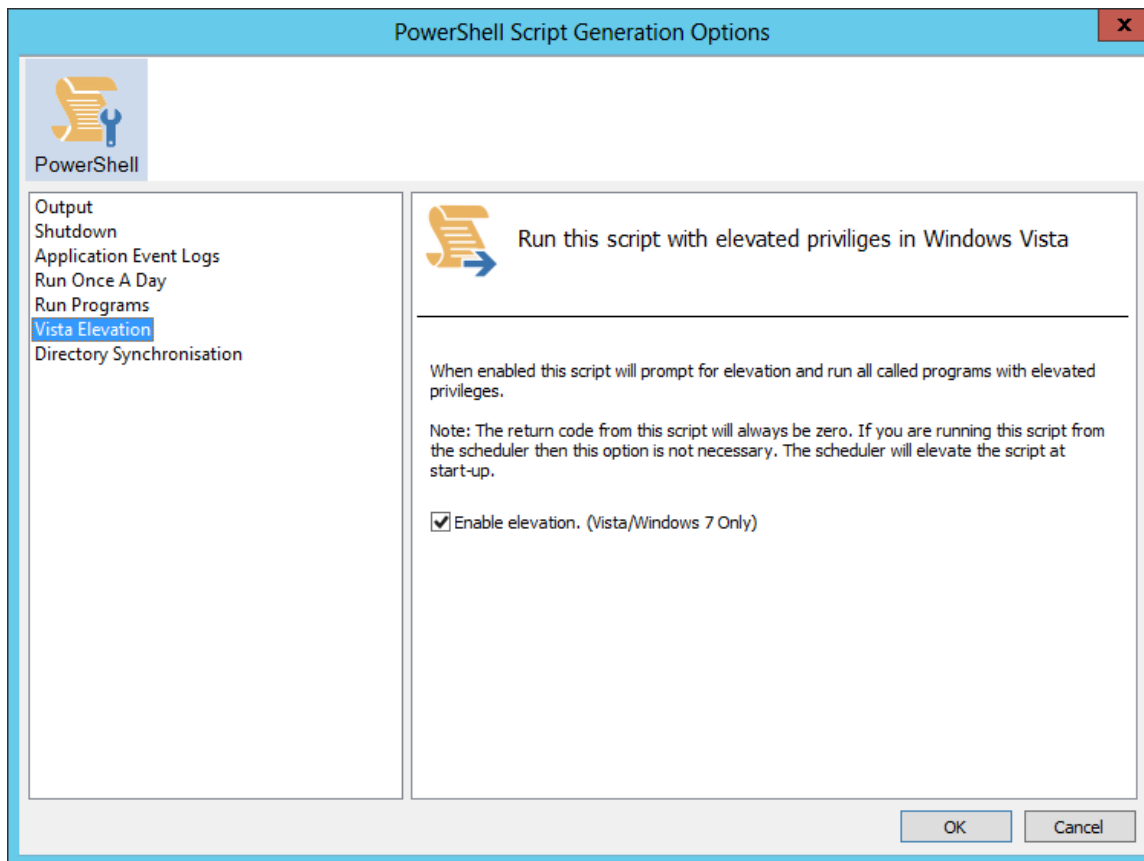 PowerShell Script Generation Options
x
PowerShell
Output
Shutdown
Application Event Logs
Run Once A Day
Run Programs
Vista Elevation
Directory Synchronisation
Run this script with elevated priviliges in Windows Vista
When enabled this script will prompt for elevation and run all called programs with elevated
privileges.
Note: The return code from this script will always be zero. If you are running this script from
the scheduler then this option is not necessary. The scheduler will elevate the script at
start-up.
Enable elevation. (Vista/Windows 7 Only)
OK
Cancel